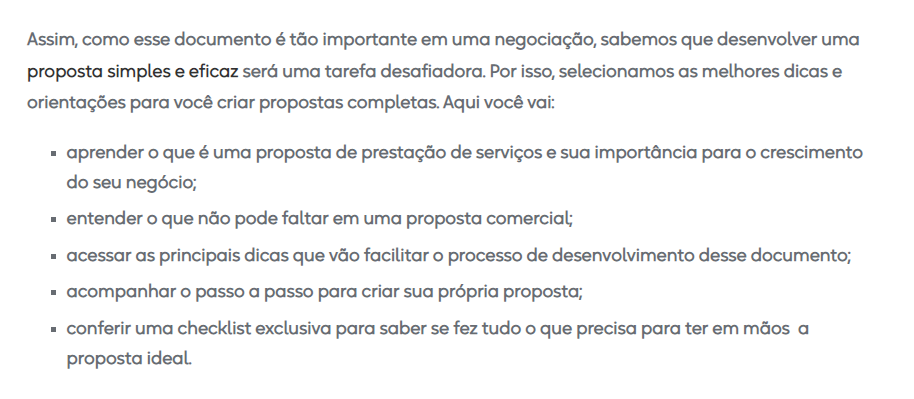 Assim, como esse documento é tão importante em uma negociação, sabemos que desenvolver uma
proposta simples e eficaz será uma tarefa desafiadora. Por isso, selecionamos as melhores dicas e
orientações para você criar propostas completas. Aqui você vai:
▪ aprender o que é uma proposta de prestação de serviços e sua importância para o crescimento
do seu negócio;
▪ entender o que não pode faltar em uma proposta comercial;
▪ acessar as principais dicas que vão facilitar o processo de desenvolvimento desse documento;
▪ acompanhar o passo a passo para criar sua própria proposta;
▪ conferir uma checklist exclusiva para saber se fez tudo o que precisa para ter em mãos  a
proposta ideal.